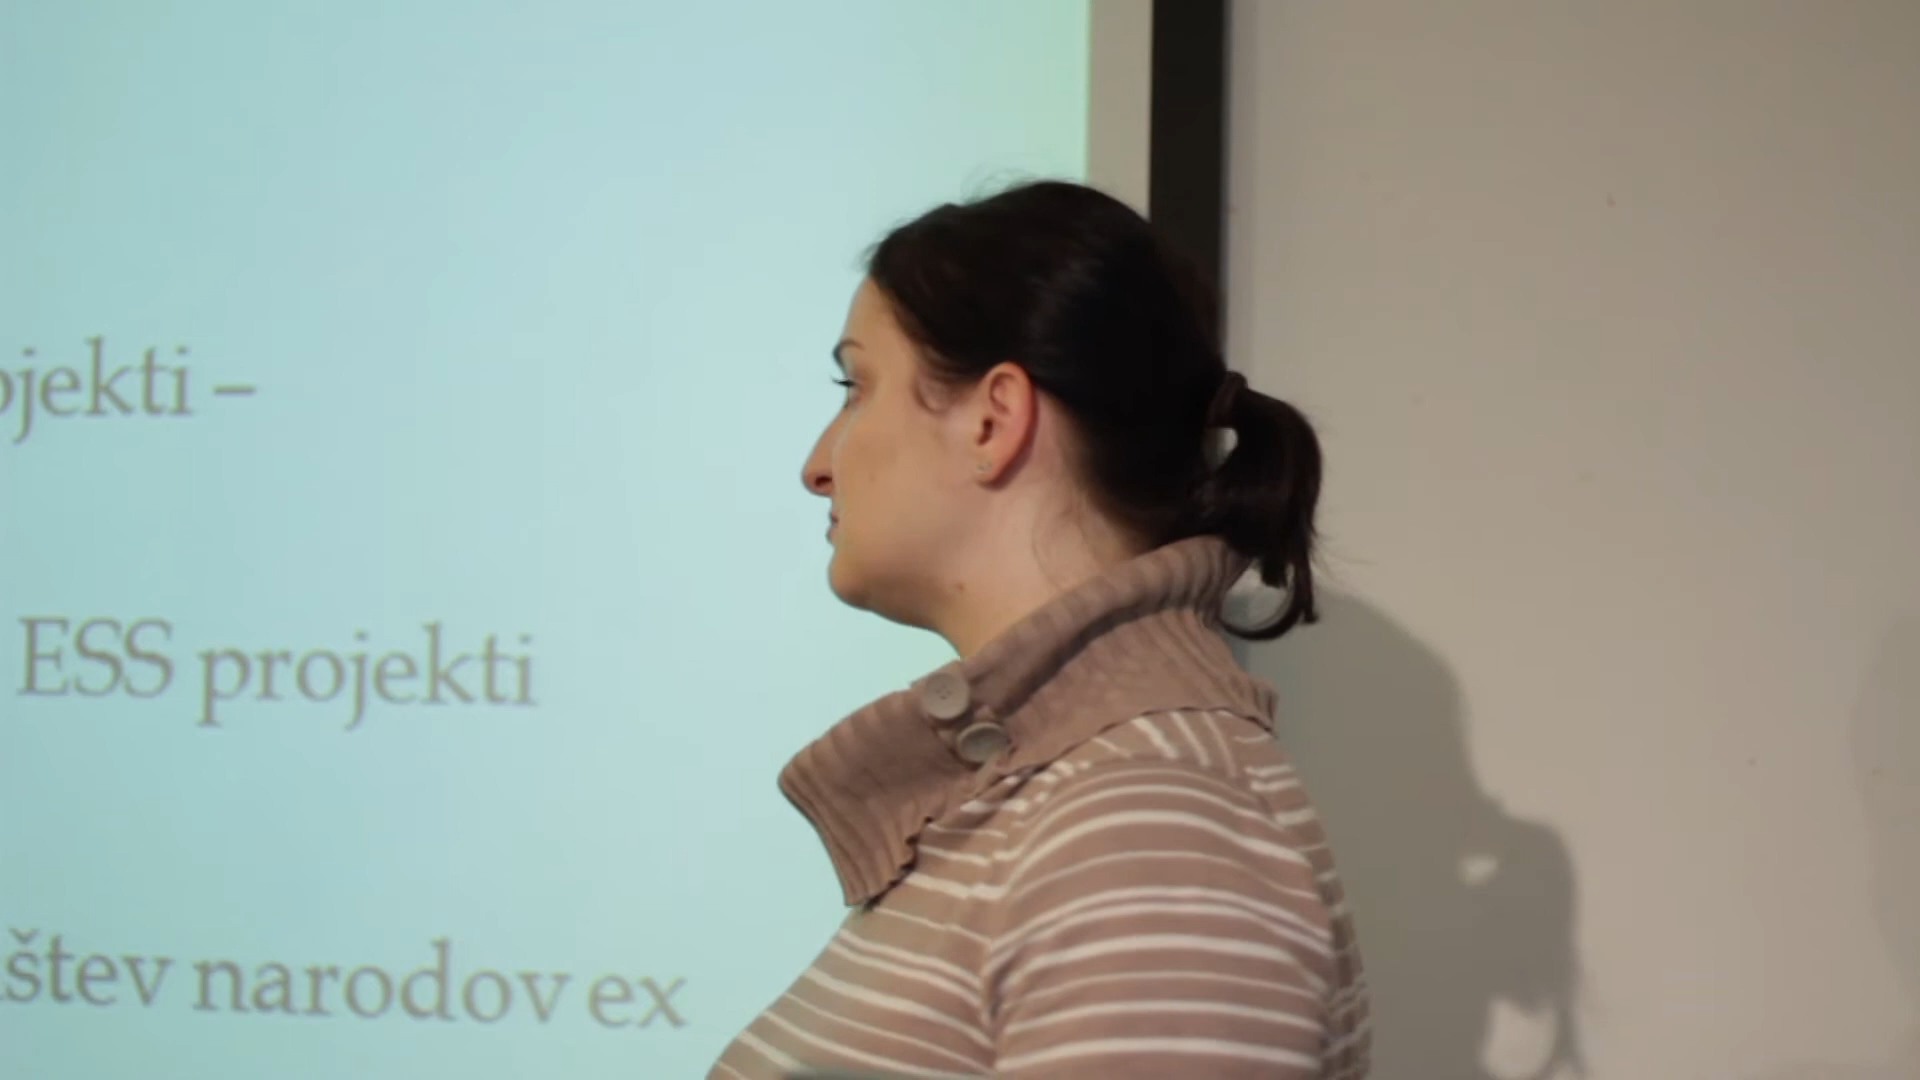 ojekti –
ESS projekti
štev narodov ex